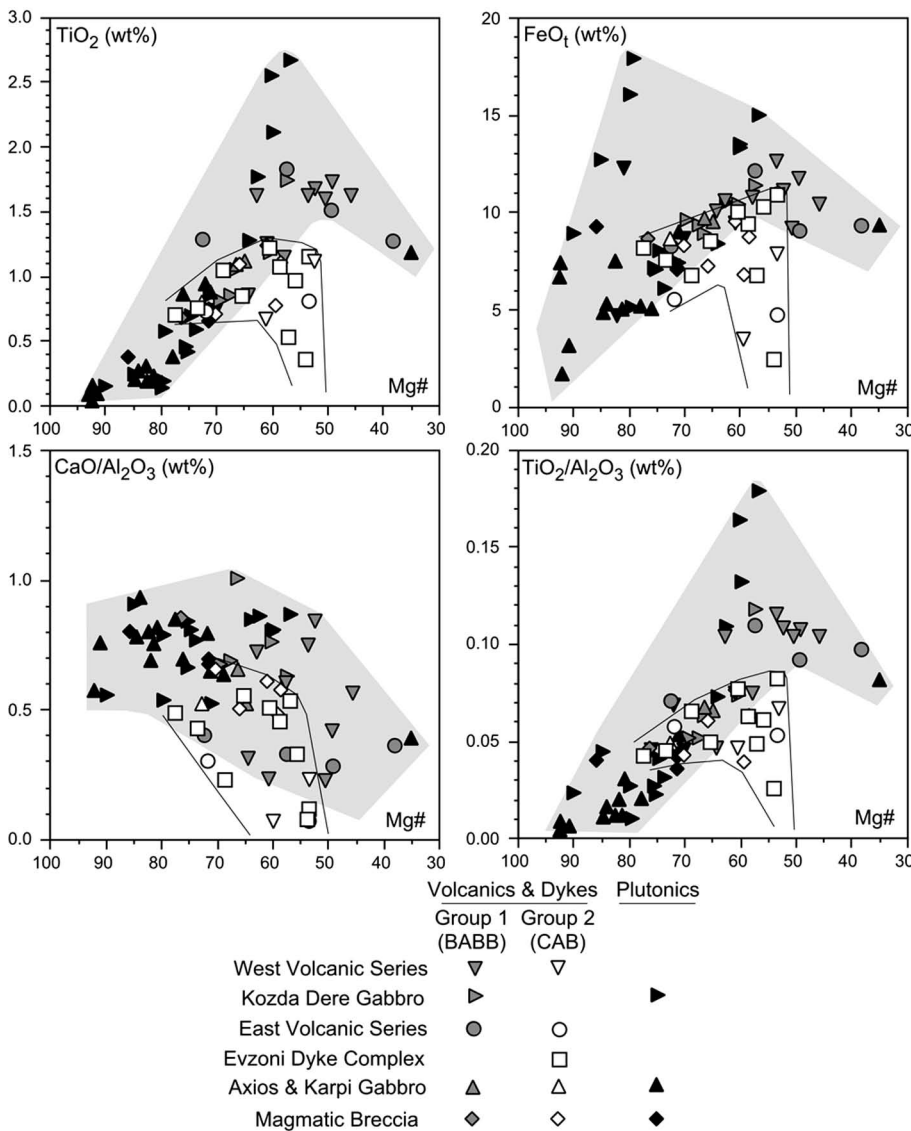 TiO2 (wt%)
3.0
2.5
2.0
1.5
1.0
0.5
0.0
100 90 80 70 60 50 40 30
Mg#
FeOt (wt%)
20
15
10
5
0
100 90 80 70 60 50 40 30
Mg#
CaO/Al2O3 (wt%)
1.5
1.0
0.5
0.0
100 90 80 70 60 50 40 30
Mg#
TiO2/Al2O3 (wt%)
0.20
0.15
0.10
0.05
0.00
100 90 80 70 60 50 40 30
Mg#
Volcanics & Dykes Plutonics
Group 1 Group 2
(BABB) (CAB)
West Volcanic Series
Kozda Dere Gabbro
East Volcanic Series
Evzoni Dyke Complex
Axios & Karpi Gabbro
Magmatic Breccia